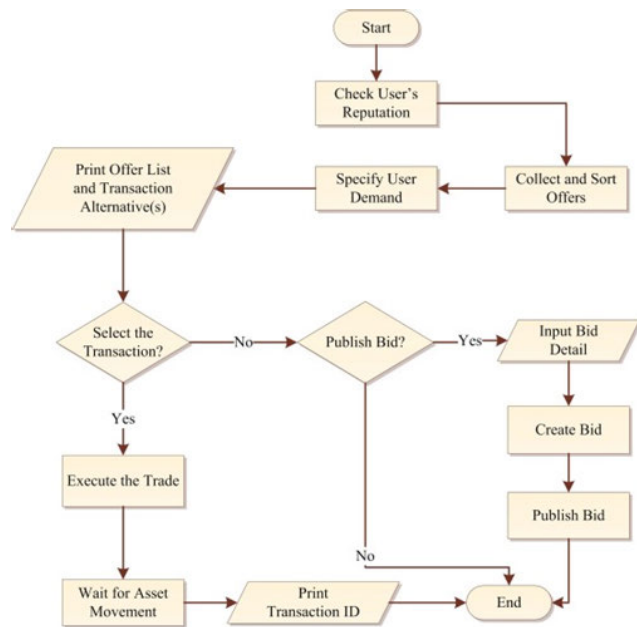 Start
Check User's
Reputation
Collect and Sort
Offers
Specify User
Demand
Print Offer List
and Transaction
Alternative(s)
Select the
Transaction?
No
Publish Bid?
Yes
Input Bid
Detail
Yes
Create Bid
Execute the Trade
Publish Bid
No
Wait for Asset
Movement
Print
Transaction ID
End